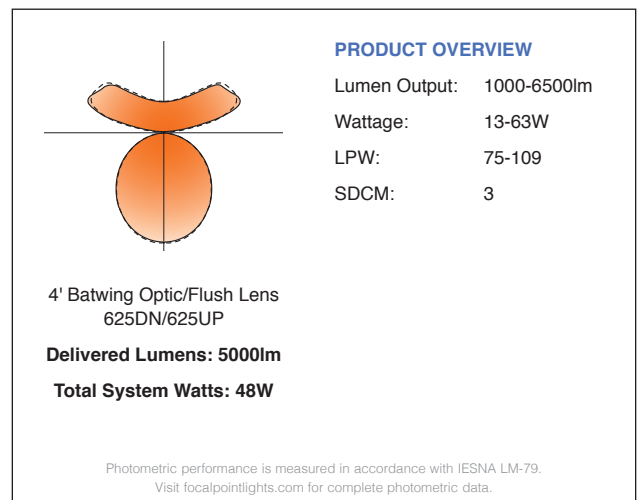 PRODUCT OVERVIEW
Lumen Output: 1000-6500lm
Wattage: 13-63W
LPW: 75-109
SDCM: 3
4' Batwing Optic/Flush Lens
625DN/625UP
Delivered Lumens: 5000lm
Total System Watts: 48W
Photometric performance is measured in accordance with IESNA LM-79.
Visit focalpointlights.com for complete photometric data.